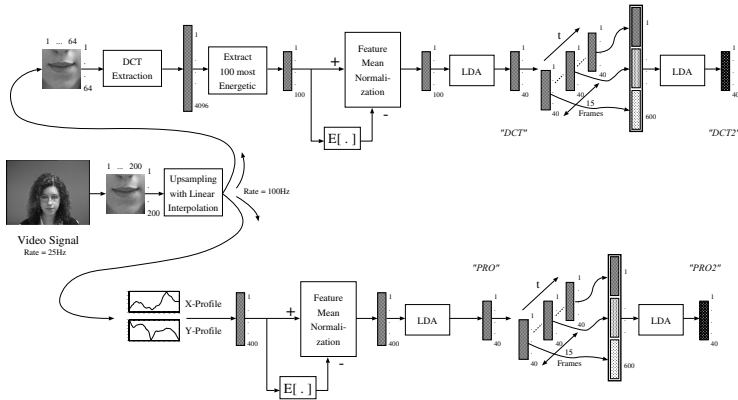 1 ... 64
1
64
DCT
Extraction
1
4096
Extract
100 most
Energetic
1
100
+
Feature
Mean
Normali-
zation
-
E[ . ]
1
100
LDA
1
40
"DCT"
t
1
40
1
40
1
40
15
Frames
1
600
LDA
1
40
"DCT2"
Video Signal
Rate = 25Hz
1 ... 200
1
200
Upsampling
with Linear
Interpolation
Rate = 100Hz
X-Profile
Y-Profile
1
400
+
Feature
Mean
Normali-
zation
-
E[ . ]
1
400
LDA
"PRO"
1
40
t
1
40
1
40
1
40
15
Frames
1
600
LDA
"PRO2"
1
40